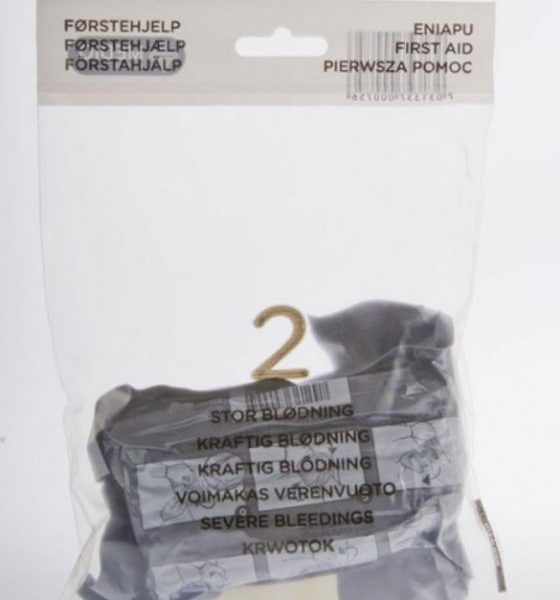 FØRSTEHJELP
FØRSTEHJÆLP
FÖRSTAHJÄLP
ENIAPU
FIRST AID
PIERWSZA POMOC
2
STOR BLØDNING
KRAFTIG BLØDNING
KRAFTIG BLÖDNING
VOIMAKAS VERENVUOTO
SEVERE BLEEDINGS
KRWOTOK